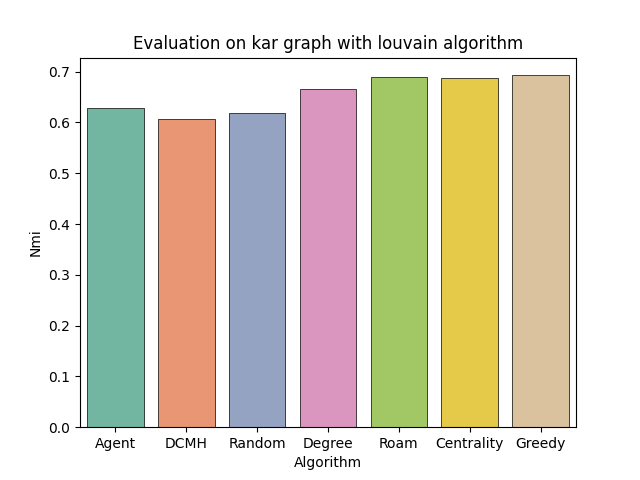 Evaluation on kar graph with louvain algorithm
0.7
0.6
0.5
0.4
0.3
0.2
0.1
0.0
Nmi
Agent DCMH Random Degree Roam Centrality Greedy
Algorithm